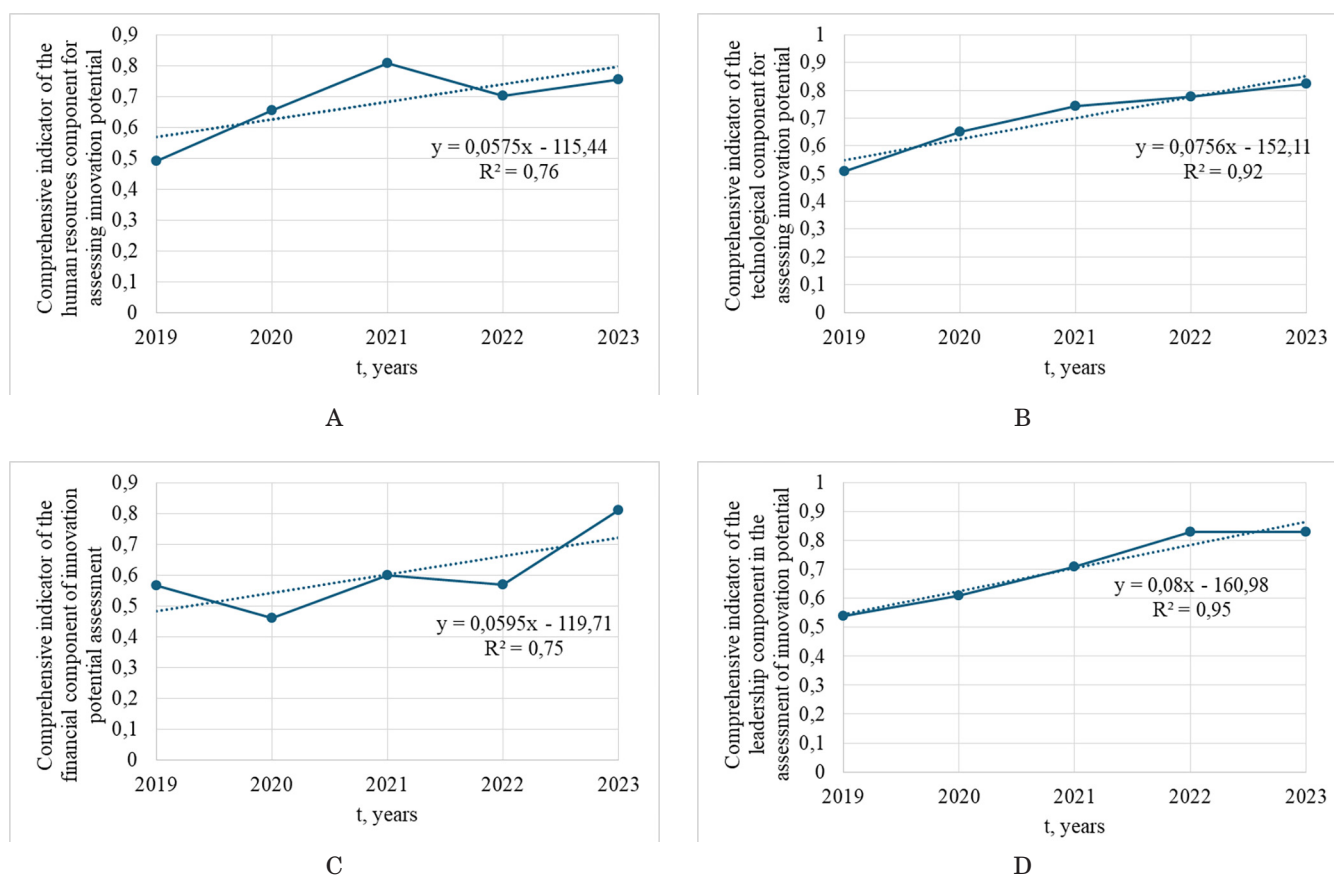 Comprehensive indicator of the
human resources component for
assessing innovation potential
0,9
0,8
0,7
0,6
0,5
0,4
0,3
0,2
0,1
0
y = 0,0575x - 115,44
R² = 0,76
2019 2020 2021 2022 2023
t, years
A
Comprehensive indicator of the
technological component for
assessing innovation potential
1
0,9
0,8
0,7
0,6
0,5
0,4
0,3
0,2
0,1
0
y = 0,0756x - 152,11
R² = 0,92
2019 2020 2021 2022 2023
t, years
B
Comprehensive indicator of the
financial component of innovation
potential assessment
0,9
0,8
0,7
0,6
0,5
0,4
0,3
0,2
0,1
0
y = 0,0595x - 119,71
R² = 0,75
2019 2020 2021 2022 2023
t, years
C
Comprehensive indicator of the
leadership component in the
assessment of innovation potential
1
0,9
0,8
0,7
0,6
0,5
0,4
0,3
0,2
0,1
0
y = 0,08x - 160,98
R² = 0,95
2019 2020 2021 2022 2023
t, years
D